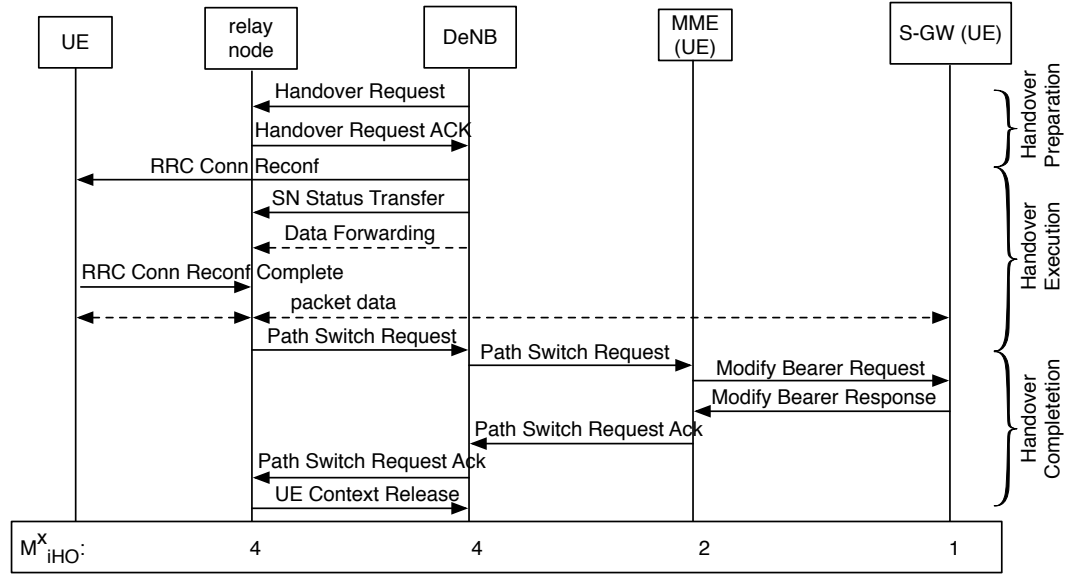 UE
relay
node
DeNB
MME
(UE)
S-GW (UE)
Handover Request
Handover Request ACK
RRC Conn Reconf
SN Status Transfer
Data Forwarding
RRC Conn Reconf Complete
packet data
Path Switch Request
Path Switch Request
Modify Bearer Request
Modify Bearer Response
Path Switch Request Ack
Path Switch Request Ack
UE Context Release
Handover
Preparation
Handover
Execution
Handover
Completetion
M^X_iHO: 4 4 2 1